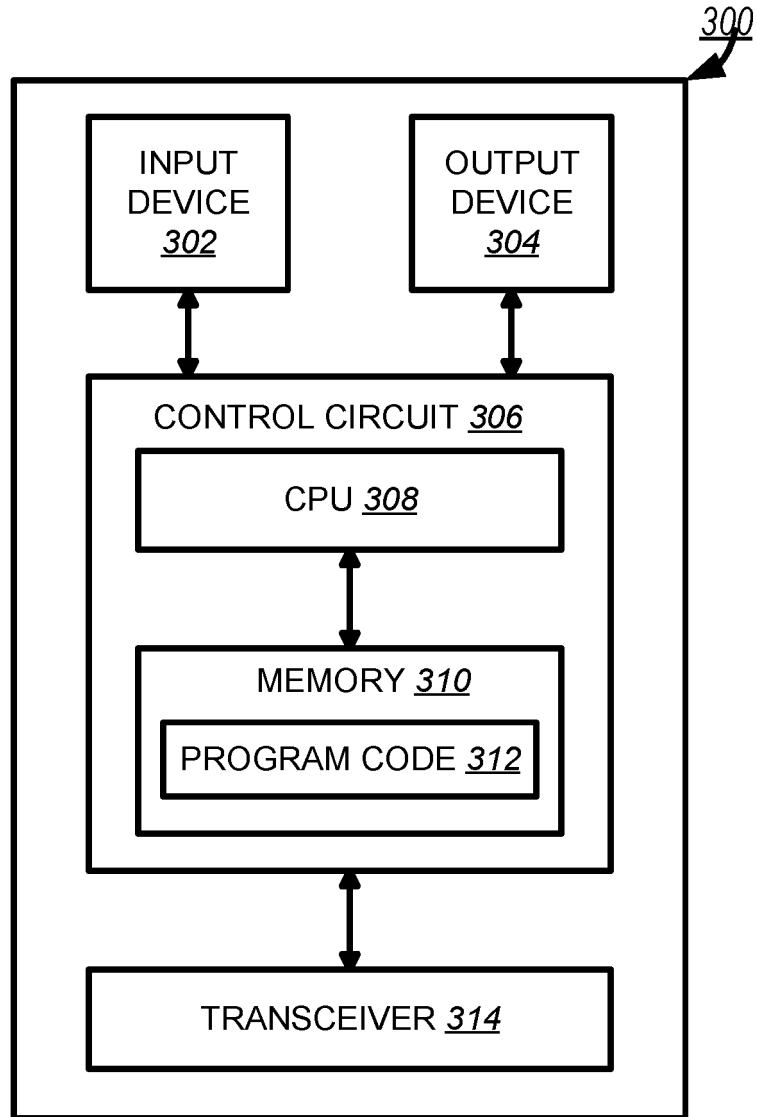 300
INPUT
DEVICE
302
OUTPUT
DEVICE
304
CONTROL CIRCUIT 306
CPU 308
MEMORY 310
PROGRAM CODE 312
TRANSCEIVER 314